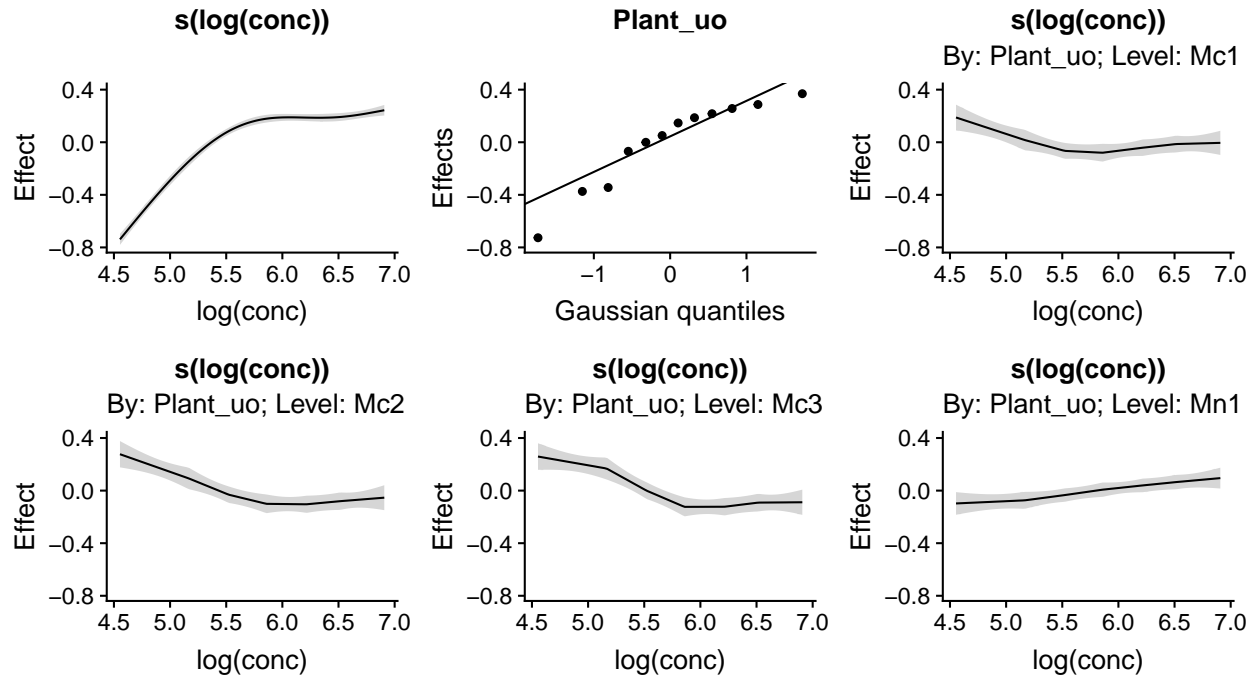 s(log(conc))
Effect
0.4
0.0
−0.4
−0.8
4.5 5.0 5.5 6.0 6.5 7.0
log(conc)
Plant_uo
Effects
0.4
0.0
−0.4
−0.8
−1 0 1
Gaussian quantiles
s(log(conc))
By: Plant_uo; Level: Mc1
Effect
0.4
0.0
−0.4
−0.8
4.5 5.0 5.5 6.0 6.5 7.0
log(conc)
s(log(conc))
By: Plant_uo; Level: Mc2
Effect
0.4
0.0
−0.4
−0.8
4.5 5.0 5.5 6.0 6.5 7.0
log(conc)
s(log(conc))
By: Plant_uo; Level: Mc3
Effect
0.4
0.0
−0.4
−0.8
4.5 5.0 5.5 6.0 6.5 7.0
log(conc)
s(log(conc))
By: Plant_uo; Level: Mn1
Effect
0.4
0.0
−0.4
−0.8
4.5 5.0 5.5 6.0 6.5 7.0
log(conc)